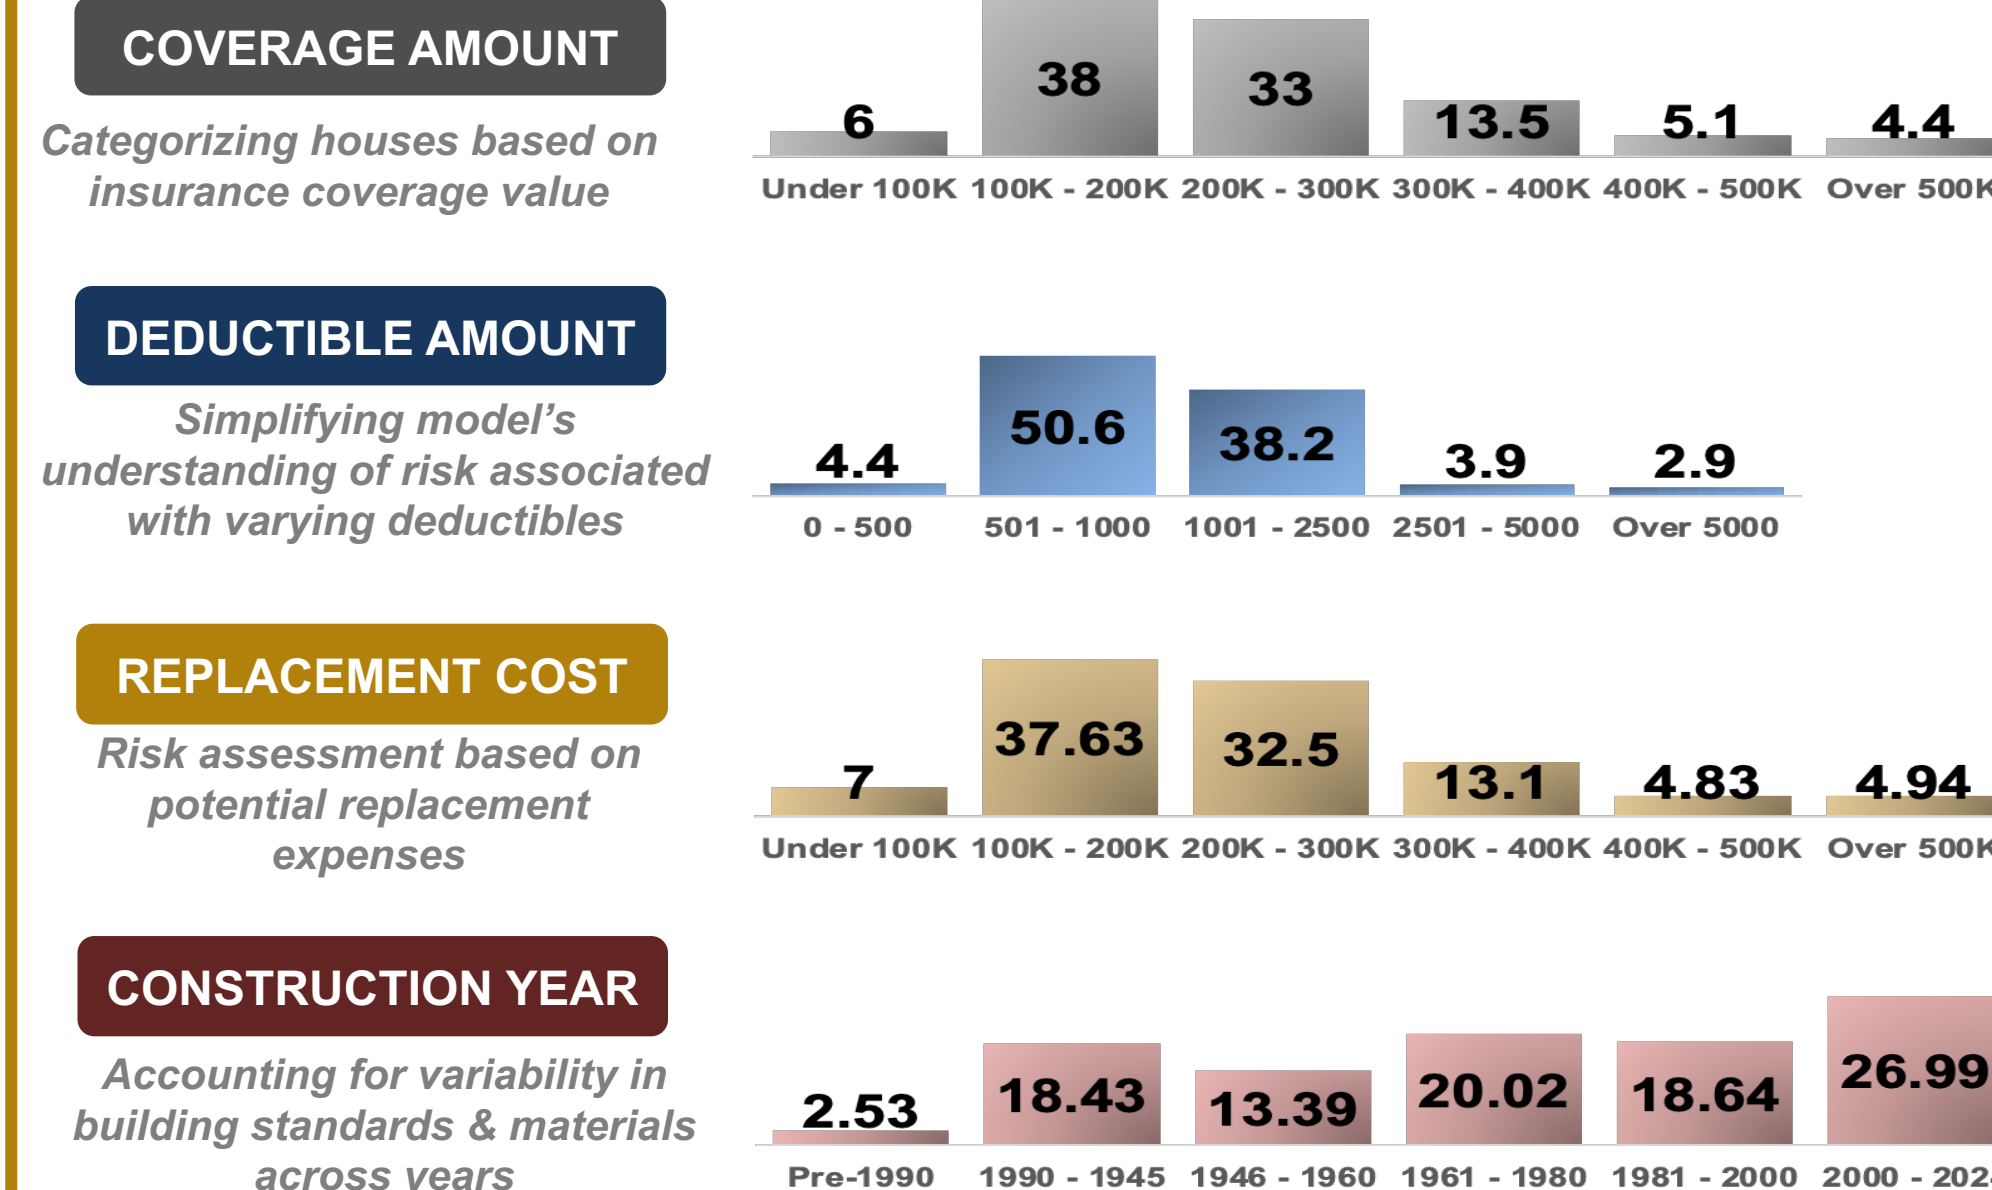 COVERAGE AMOUNT
Categorizing houses based on
insurance coverage value
6 38 33 13.5 5.1 4.4
Under 100K 100K - 200K 200K - 300K 300K - 400K 400K - 500K Over 500K
DEDUCTIBLE AMOUNT
Simplifying model’s
understanding of risk associated
with varying deductibles
4.4 50.6 38.2 3.9 2.9
0 - 500 501 - 1000 1001 - 2500 2501 - 5000 Over 5000
REPLACEMENT COST
Risk assessment based on
potential replacement
expenses
7 37.63 32.5 13.1 4.83 4.94
Under 100K 100K - 200K 200K - 300K 300K - 400K 400K - 500K Over 500K
CONSTRUCTION YEAR
Accounting for variability in
building standards & materials
across years
2.53 18.43 13.39 20.02 18.64 26.99
Pre-1990 1990 - 1945 1946 - 1960 1961 - 1980 1981 - 2000 2000 - 202